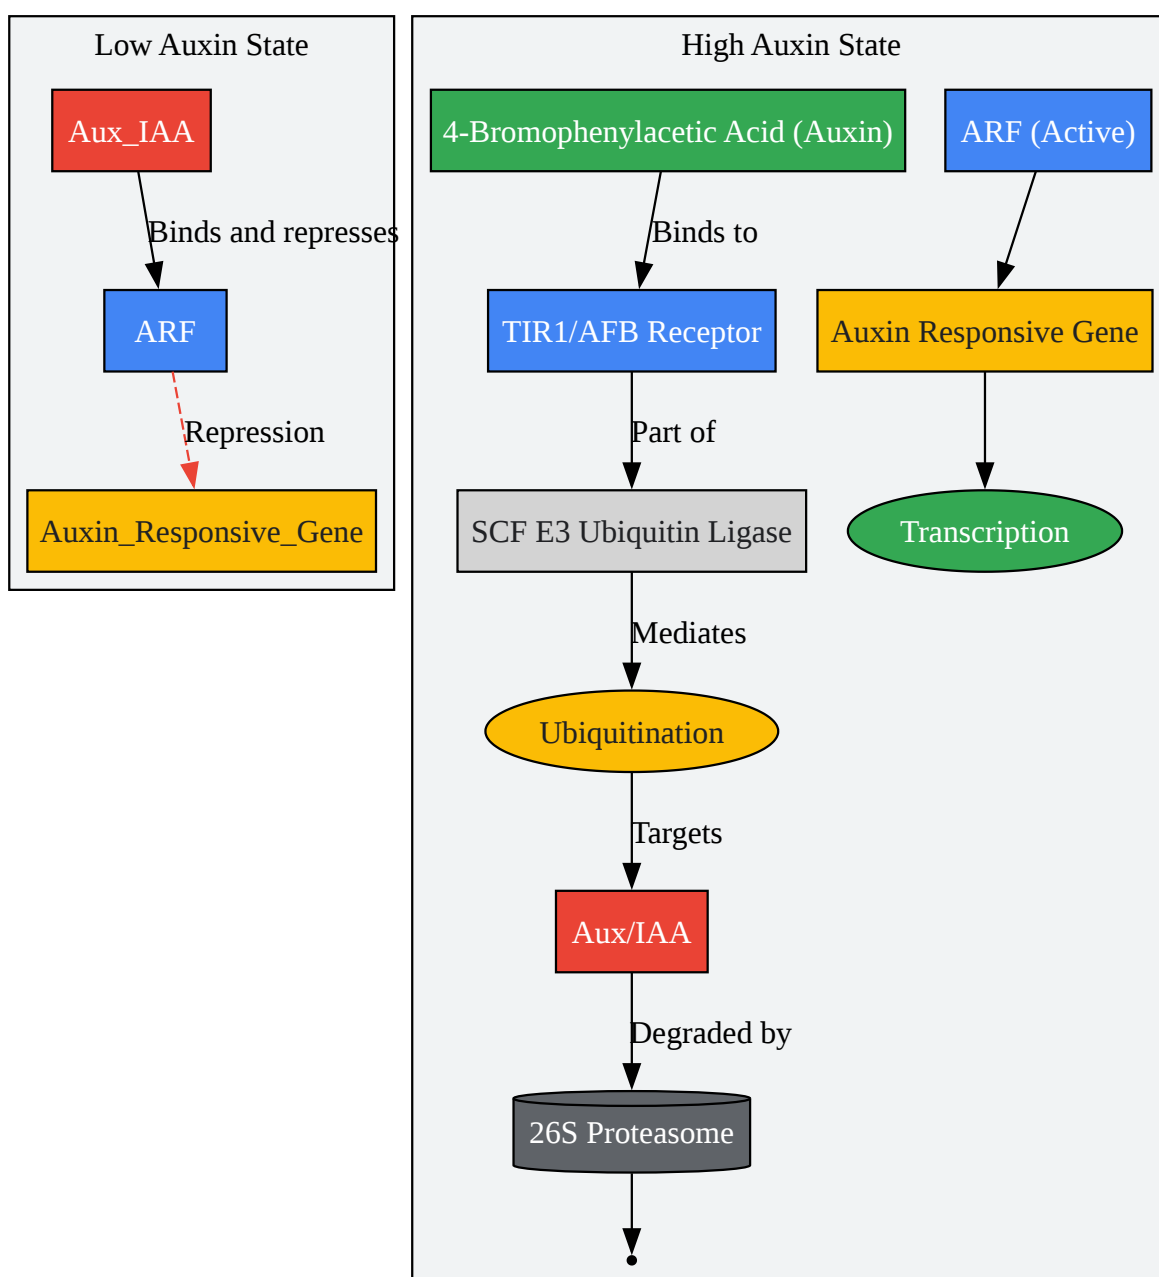 Low Auxin State
Aux_IAA
Binds and represses
ARF
Repression
Auxin_Responsive_Gene
High Auxin State
4-Bromophenylacetic Acid (Auxin)
Binds to
TIR1/AFB Receptor
Part of
SCF E3 Ubiquitin Ligase
Mediates
Ubiquitination
Targets
Aux/IAA
Degraded by
26S Proteasome
ARF (Active)
Auxin Responsive Gene
Transcription